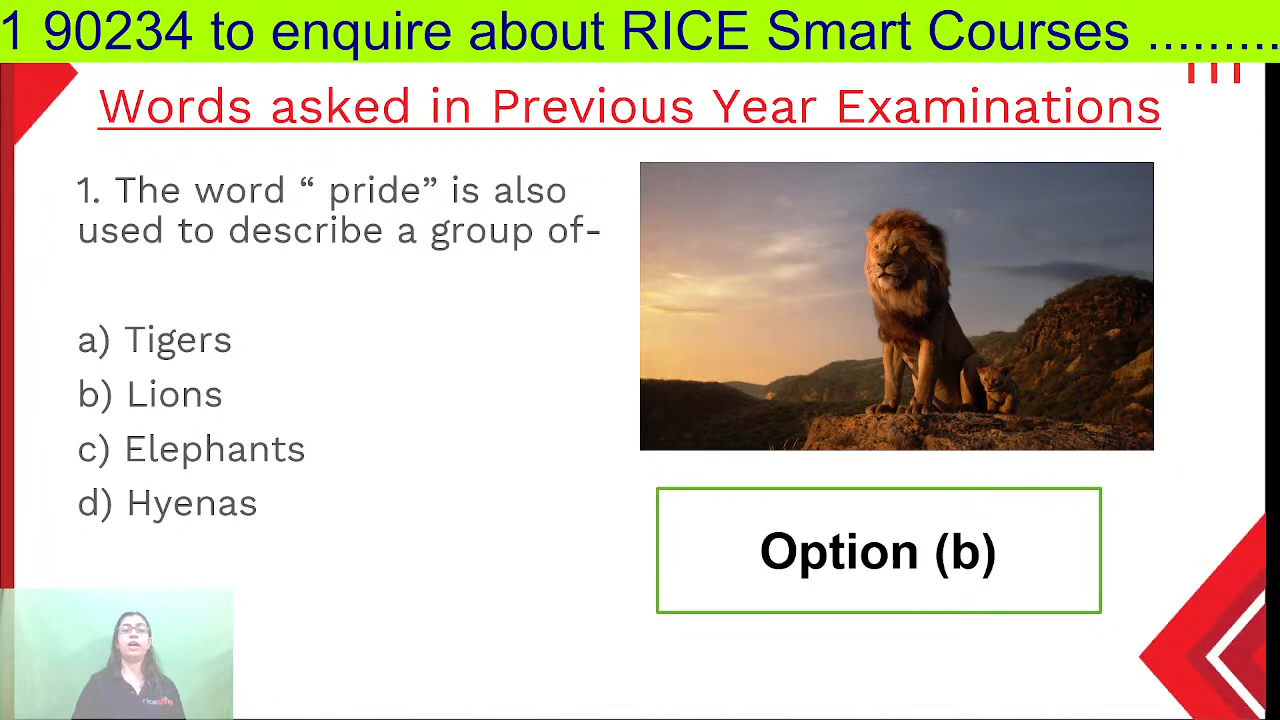 1 90234 to enquire about RICE Smart Courses .........
Words asked in Previous Year Examinations
1. The word “ pride” is also
used to describe a group of-
a) Tigers
b) Lions
c) Elephants
d) Hyenas
Option (b)